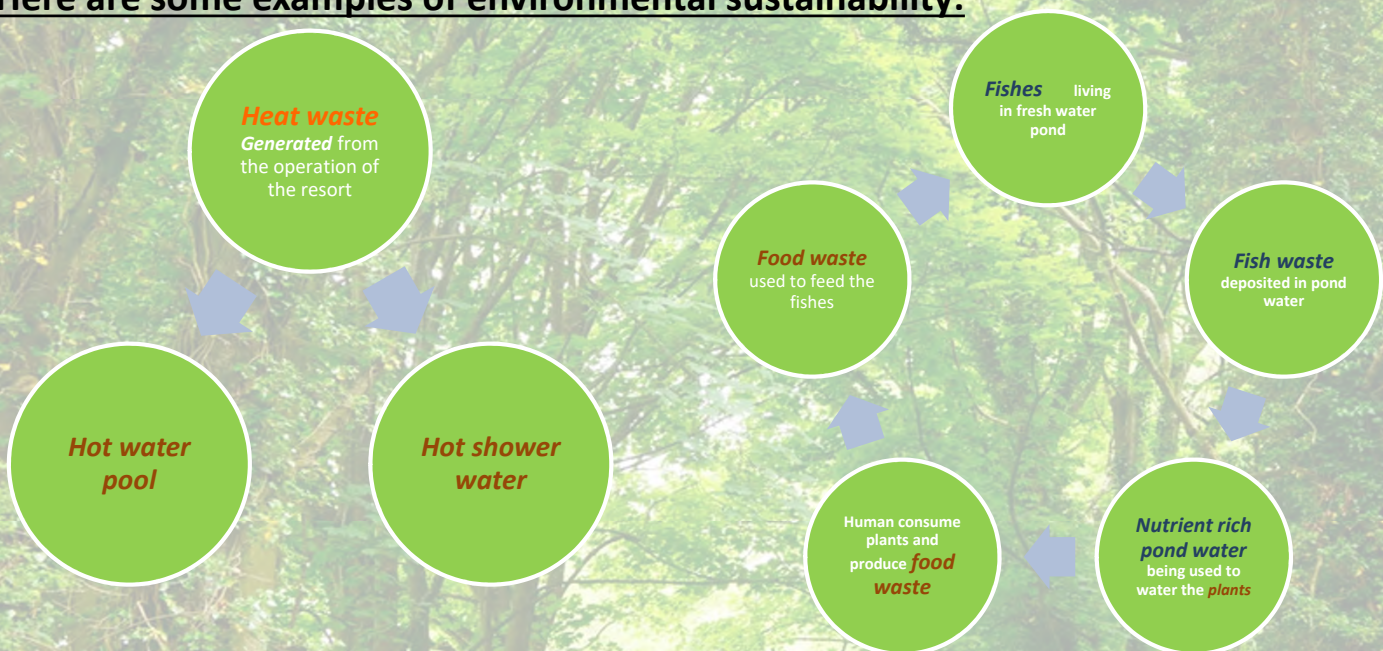 There are some examples of environmental sustainability:
Heat waste
Generated from
the operation of
the resort
Hot water
pool
Hot shower
water
Fishes living
in fresh water
pond
Fish waste
deposited in pond
water
Nutrient rich
pond water
being used to
water the plants
Human consume
plants and
produce food
waste
Food waste
used to feed the
fishes